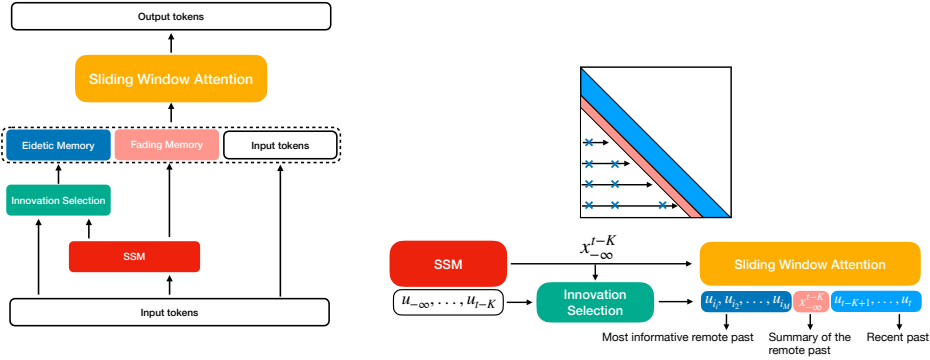 Output tokens
Sliding Window Attention
Eidetic Memory
Fading Memory
Input tokens
Innovation Selection
SSM
Input tokens
SSM
x_{-∞}^{t-K}
Sliding Window Attention
u_{-∞}, . . . , u_{t-K}
Innovation
Selection
u_{i_1}, u_{i_2}, . . . , u_{i_M}
x_{-∞}^{t-K}
u_{t-K+1}, . . . , u_t
Most informative remote past
Summary of the
remote past
Recent past